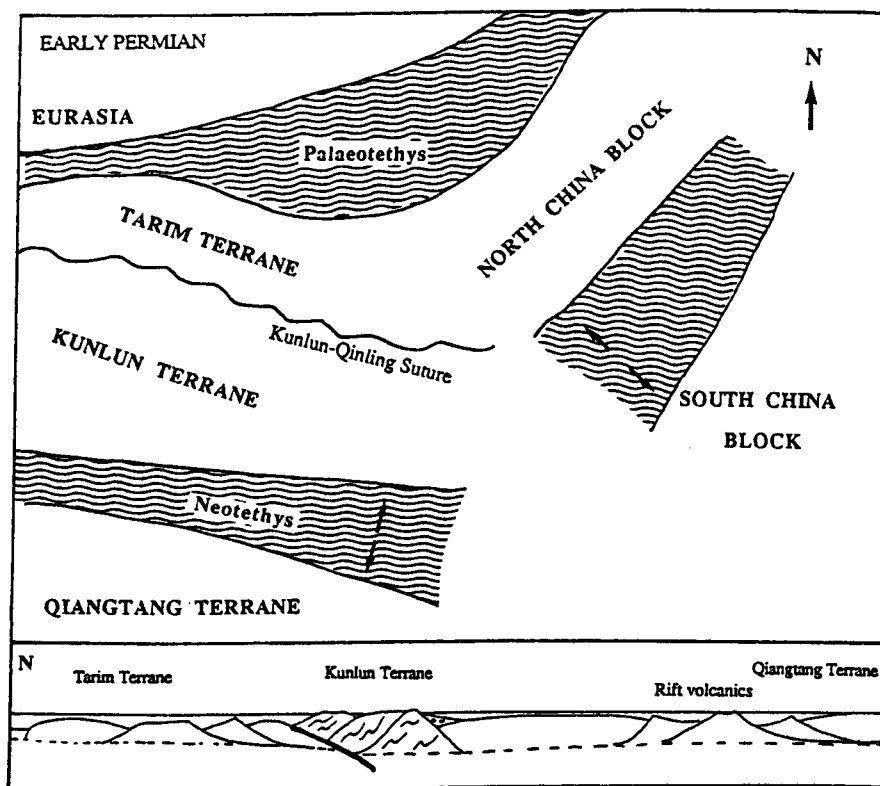 EARLY PERMIAN
N
EURASIA
Palaeotethys
NORTH CHINA BLOCK
TARIM TERRANE
Kunlun-Qinling Suture
KUNLUN TERRANE
SOUTH CHINA
BLOCK
Neotethys
QIANGTANG TERRANE
N
Tarim Terrane
Kunlun Terrane
Qiangtang Terrane
Rift volcanics